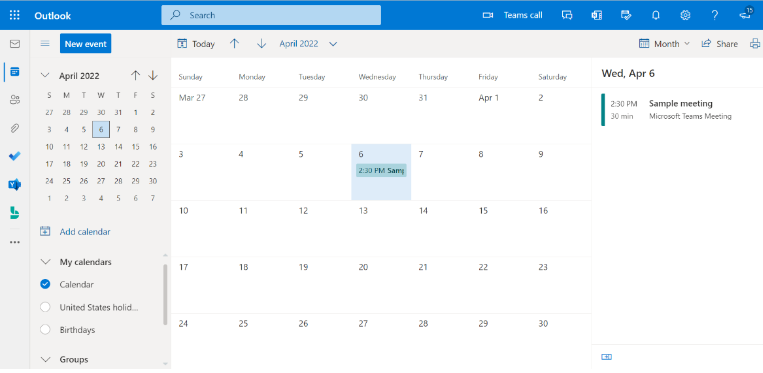 Outlook
Search
Teams call
15
New event
Today
April 2022
Month
Share
April 2022
S M T W T F S
27 28 29 30 31 1 2
3 4 5 6 7 8 9
10 11 12 13 14 15 16
17 18 19 20 21 22 23
24 25 26 27 28 29 30
1 2 3 4 5 6 7
Add calendar
My calendars
Calendar
United States holid...
Birthdays
Groups
Sunday Monday Tuesday Wednesday Thursday Friday Saturday
Mar 27 28 29 30 31 Apr 1 2
3 4 5 6 7 8 9
2:30 PM Samp
10 11 12 13 14 15 16
17 18 19 20 21 22 23
24 25 26 27 28 29 30
Wed, Apr 6
2:30 PM Sample meeting
30 min Microsoft Teams Meeting